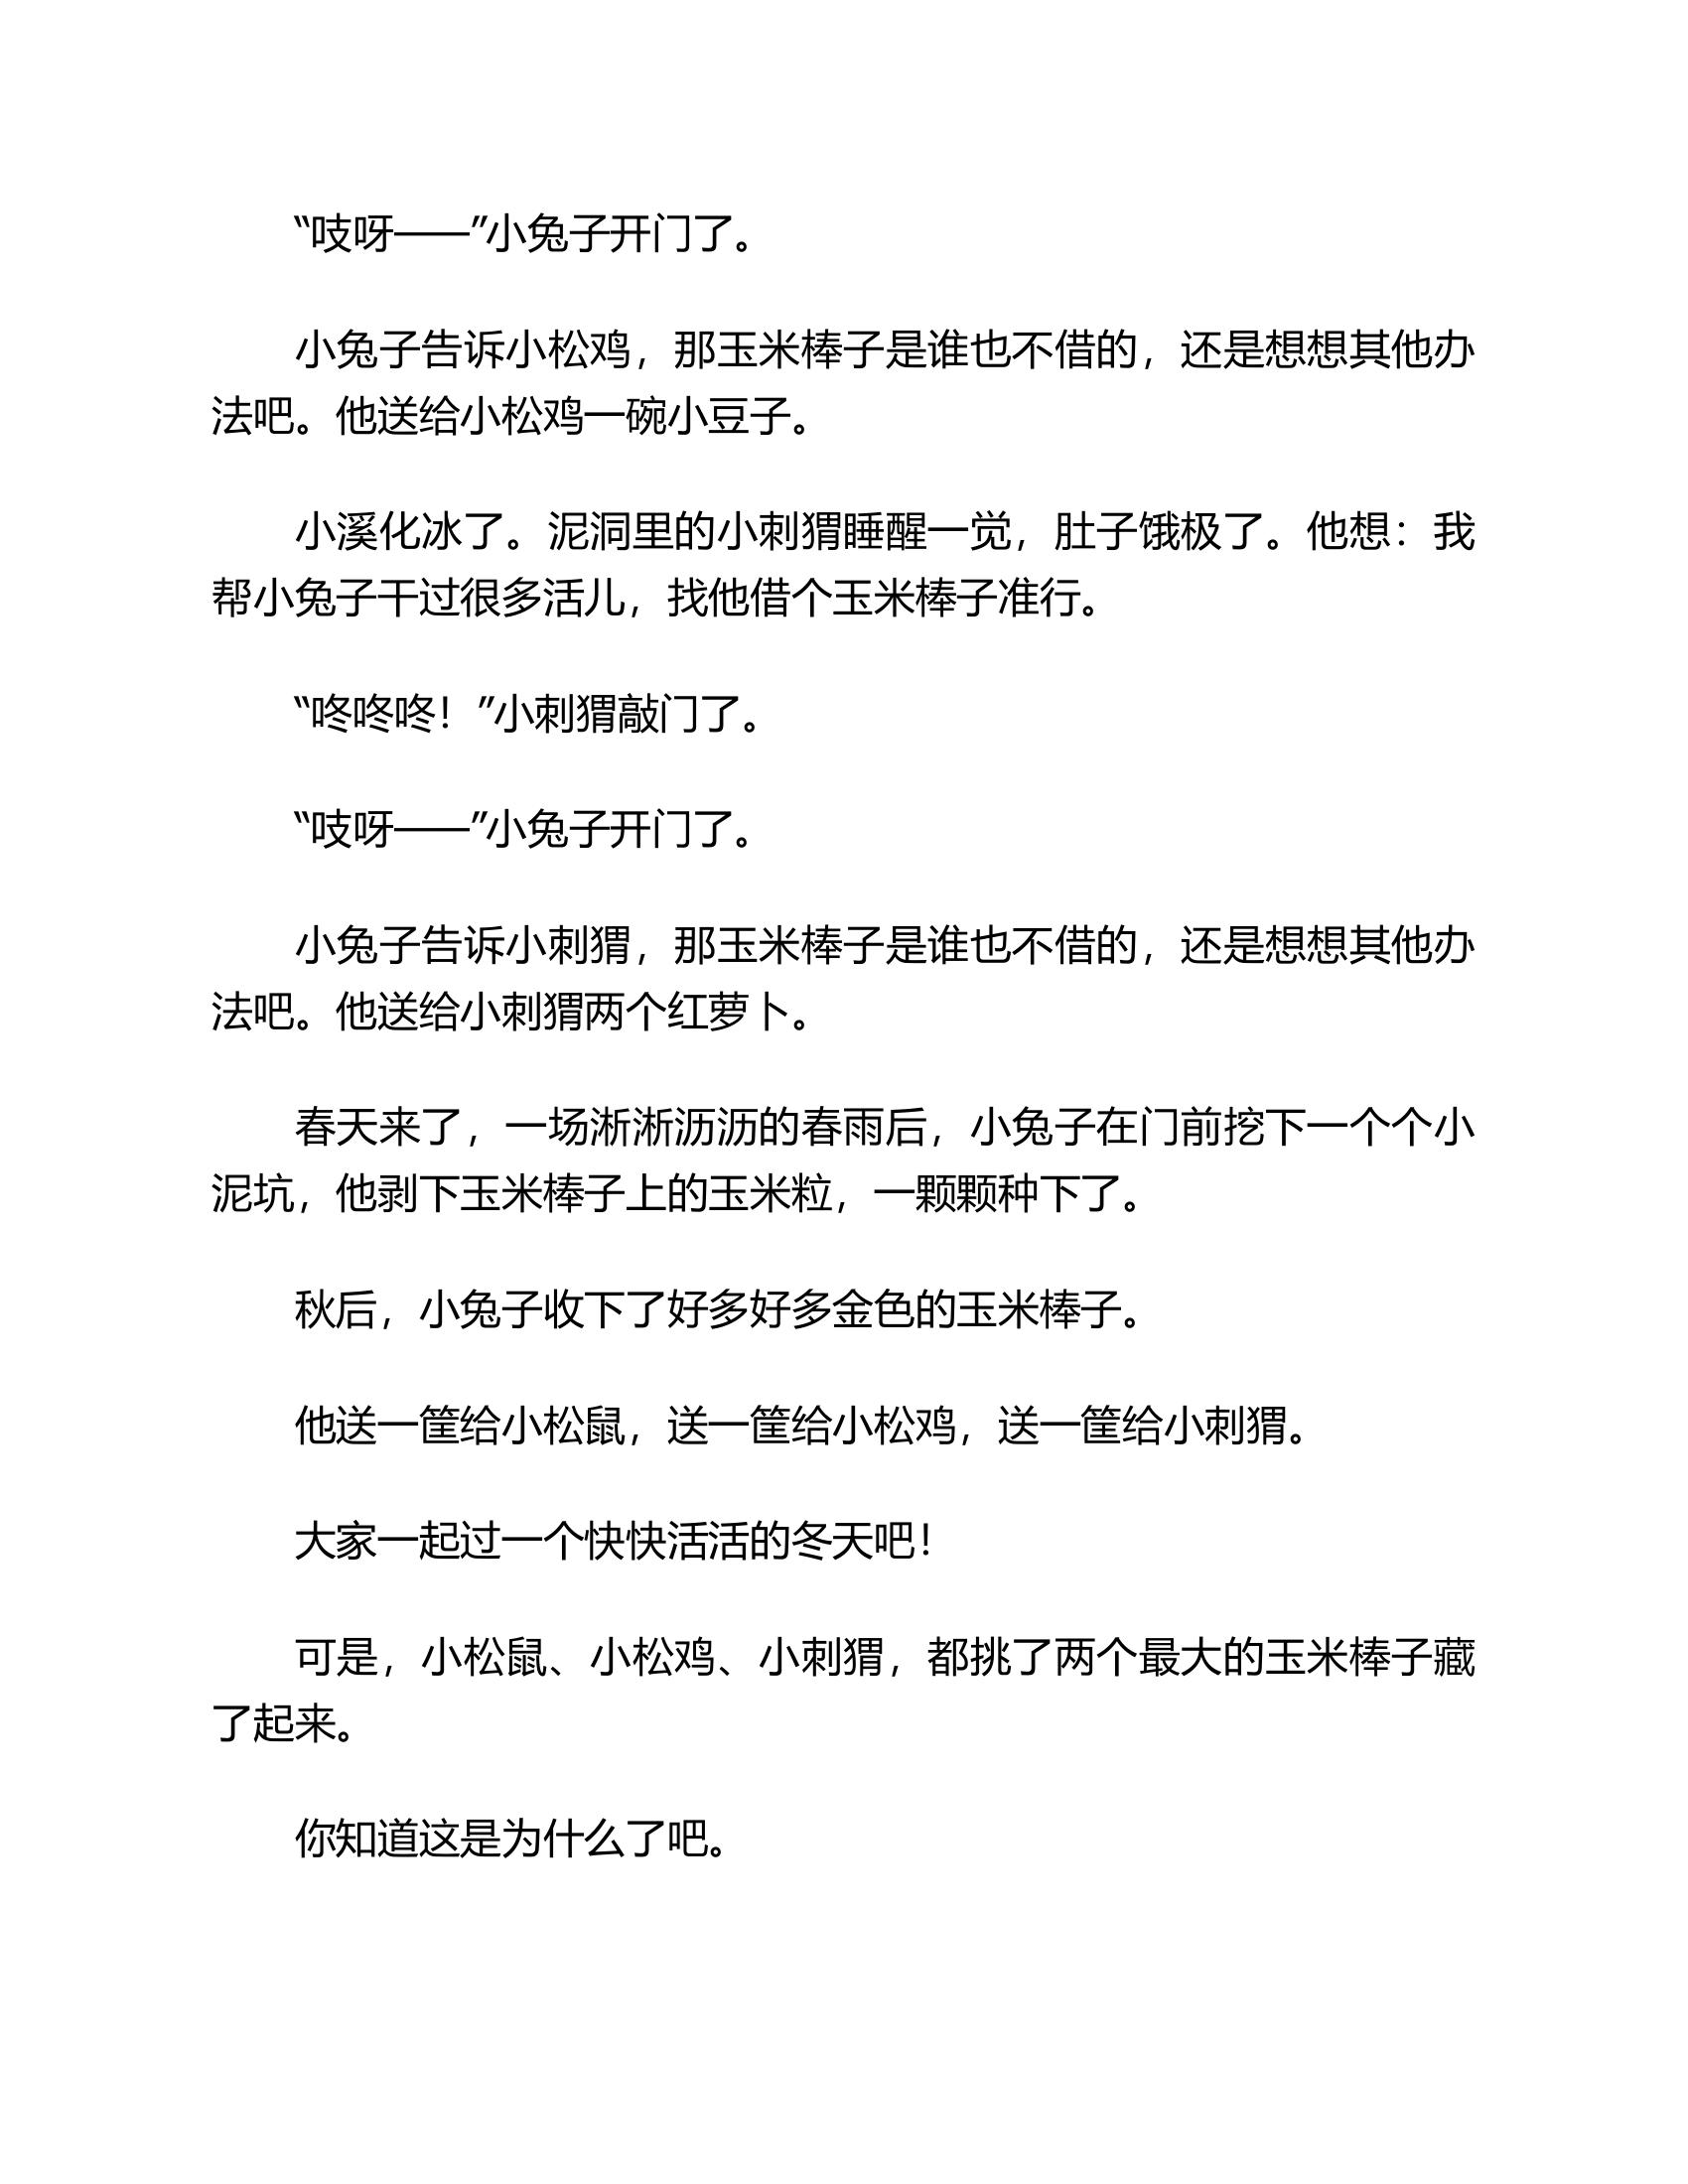 “吱呀——”小兔子开门了。
小兔子告诉小松鸡，那玉米棒子是谁也不借的，还是想想其他办
法吧。他送给小松鸡一碗小豆子。
小溪化冰了。泥洞里的小刺猬睡醒一觉，肚子饿极了。他想：我
帮小兔子干过很多活儿，找他借个玉米棒子准行。
“咚咚咚！”小刺猬敲门了。
“吱呀——”小兔子开门了。
小兔子告诉小刺猬，那玉米棒子是谁也不借的，还是想想其他办
法吧。他送给小刺猬两个红萝卜。
春天来了，一场淅淅沥沥的春雨后，小兔子在门前挖下一个个小
泥坑，他剥下玉米棒子上的玉米粒，一颗颗种下了。
秋后，小兔子收下了好多好多金色的玉米棒子。
他送一筐给小松鼠，送一筐给小松鸡，送一筐给小刺猬。
大家一起过一个快快活活的冬天吧！
可是，小松鼠、小松鸡、小刺猬，都挑了两个最大的玉米棒子藏
了起来。
你知道这是为什么了吧。